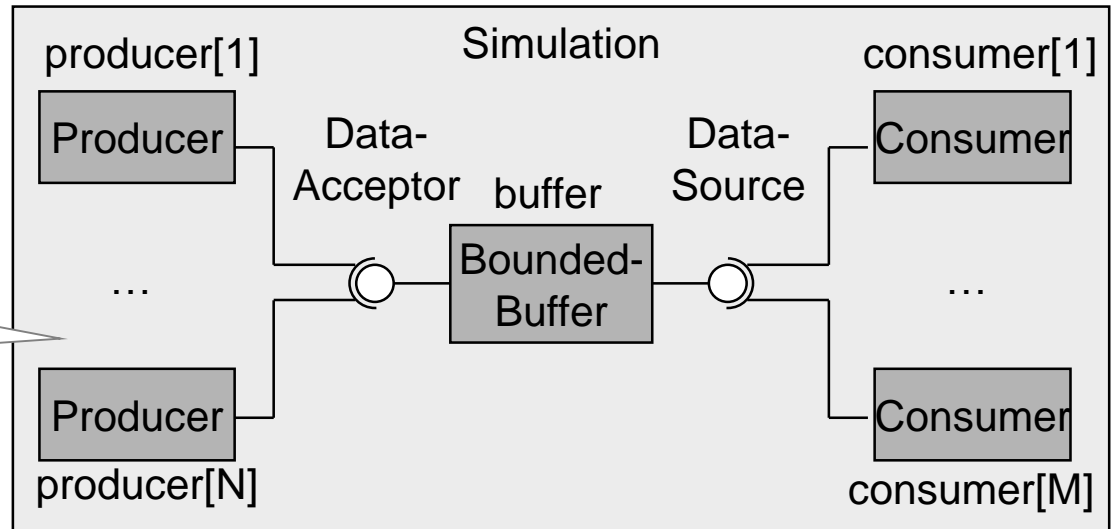 Simulation
producer[1]
Producer
Data-
Acceptor
buffer
Bounded-
Buffer
Data-
Source
consumer[1]
Consumer
...
...
Producer
producer[N]
Consumer
consumer[M]